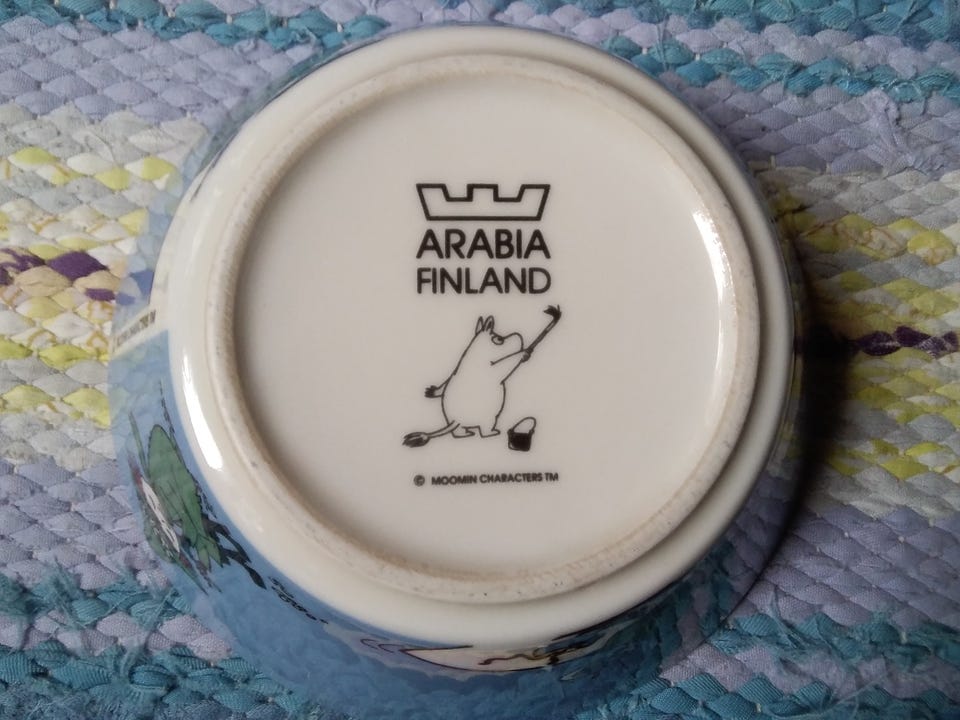 ARABIA
FINLAND
© MOOMIN CHARACTERS TM